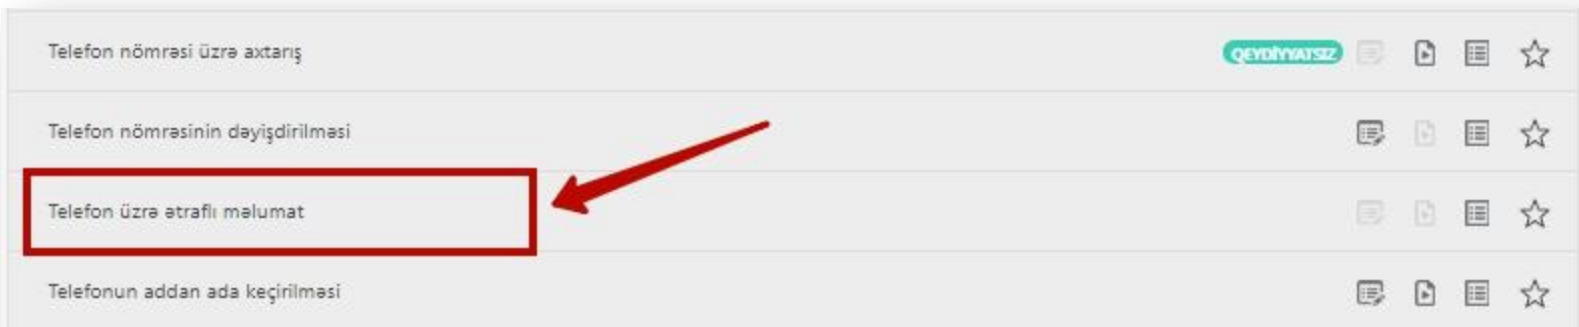 Telefon nömrəsi üzrə axtarış QEYDİYYATSIZ
Telefon nömrəsinin dəyişdirilməsi
Telefon üzrə ətraflı məlumat
Telefonun addan ada keçirilməsi